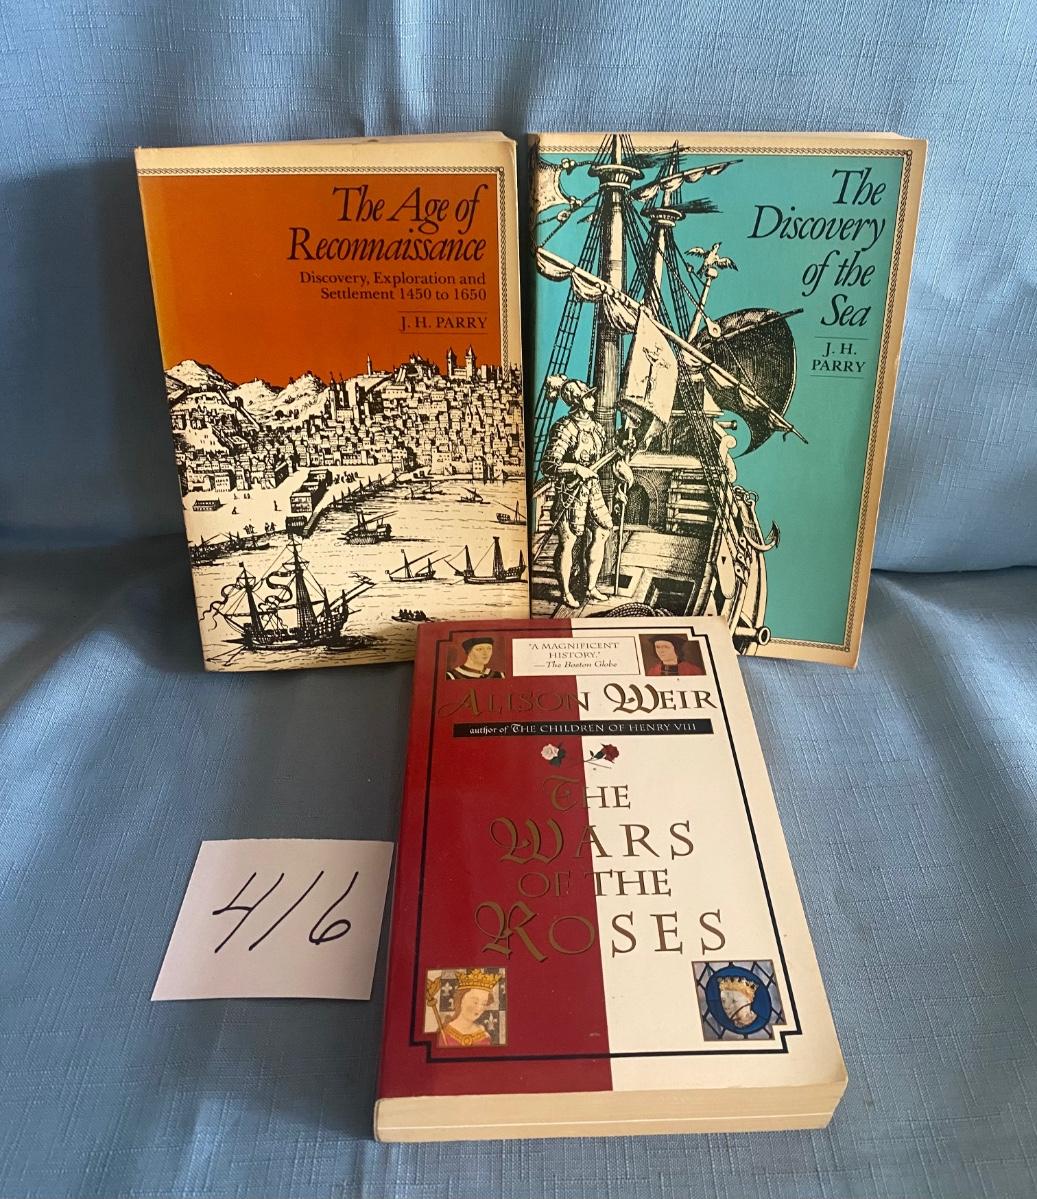 The Age of
Reconnaissance
Discovery, Exploration and
Settlement 1450 to 1650
J. H. PARRY
The
Discovery
of the
Sea
J. H.
PARRY
"A MAGNIFICENT
HISTORY."
—The Boston Globe
ALISON WEIR
author of THE CHILDREN OF HENRY VIII
THE
WARS
OF THE
ROSES
416